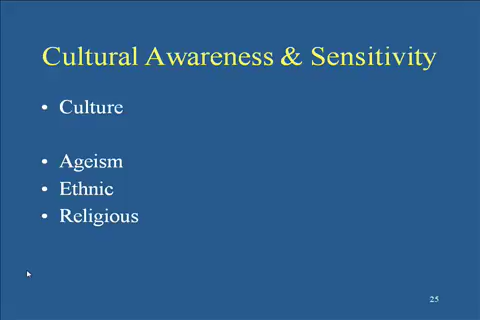 Cultural Awareness & Sensitivity
• Culture
• Ageism
• Ethnic
• Religious
25